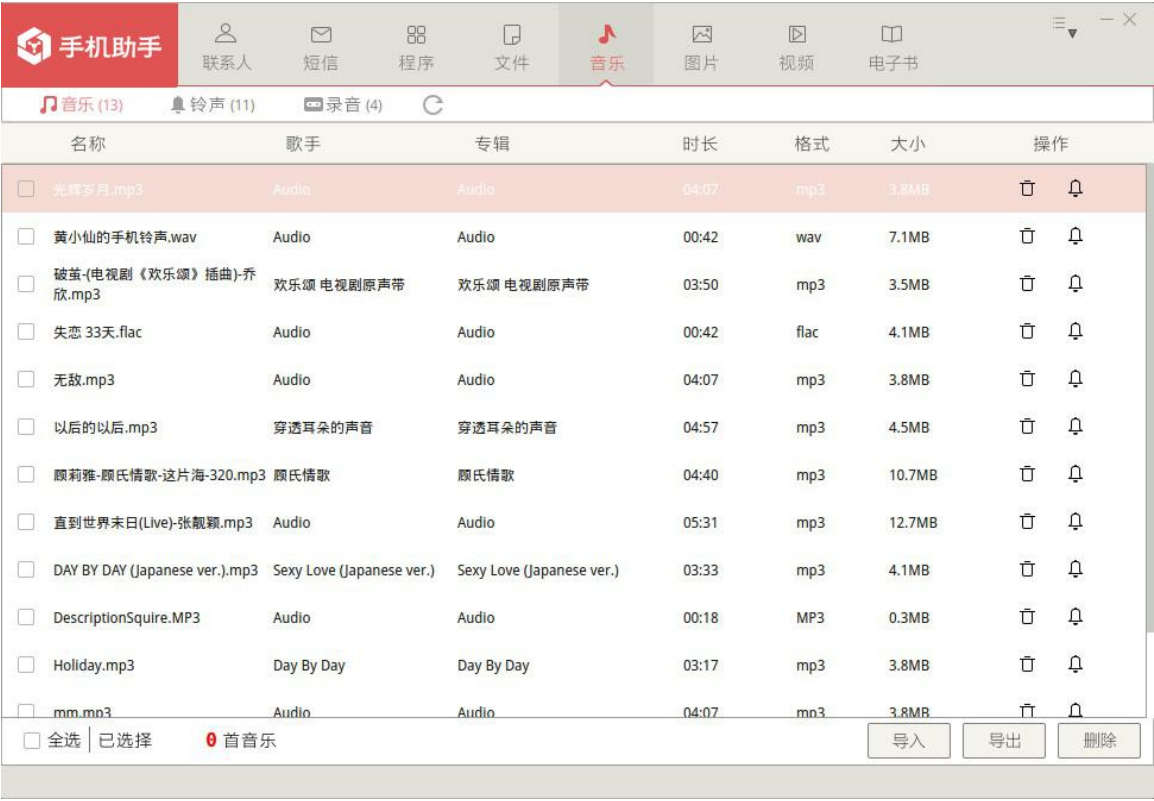 手机助手
联系人 短信 程序 文件 音乐 图片 视频 电子书
音乐 (13) 铃声 (11) 录音 (4)
名称 歌手 专辑 时长 格式 大小 操作
光辉岁月.mp3 Audio Audio 04:07 mp3 3.8MB
黄小仙的手机铃声.wav Audio Audio 00:42 wav 7.1MB
破茧-(电视剧《欢乐颂》插曲)-乔
欣.mp3 欢乐颂 电视剧原声带 欢乐颂 电视剧原声带 03:50 mp3 3.5MB
失恋 33天.flac Audio Audio 00:42 flac 4.1MB
无敌.mp3 Audio Audio 04:07 mp3 3.8MB
以后的以后.mp3 穿透耳朵的声音 穿透耳朵的声音 04:57 mp3 4.5MB
顾莉雅-顾氏情歌-这片海-320.mp3 顾氏情歌 顾氏情歌 04:40 mp3 10.7MB
直到世界末日(Live)-张靓颖.mp3 Audio Audio 05:31 mp3 12.7MB
DAY BY DAY (Japanese ver.).mp3 Sexy Love (Japanese ver.) Sexy Love (Japanese ver.) 03:33 mp3 4.1MB
DescriptionSquire.MP3 Audio Audio 00:18 MP3 0.3MB
Holiday.mp3 Day By Day Day By Day 03:17 mp3 3.8MB
mm.mp3 Audio Audio 04:07 mp3 3.8MB
全选 已选择 0 首音乐 导入 导出 删除